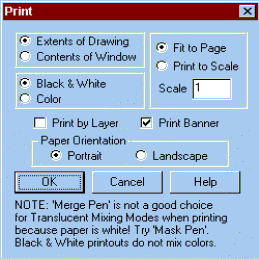 Print
Extents of Drawing
Contents of Window
Fit to Page
Print to Scale
Black & White
Color
Scale 1
Print by Layer
Print Banner
Paper Orientation
Portrait
Landscape
OK
Cancel
Help
NOTE: 'Merge Pen' is not a good choice
for Translucent Mixing Modes when printing
because paper is white! Try 'Mask Pen'.
Black & White printouts do not mix colors.